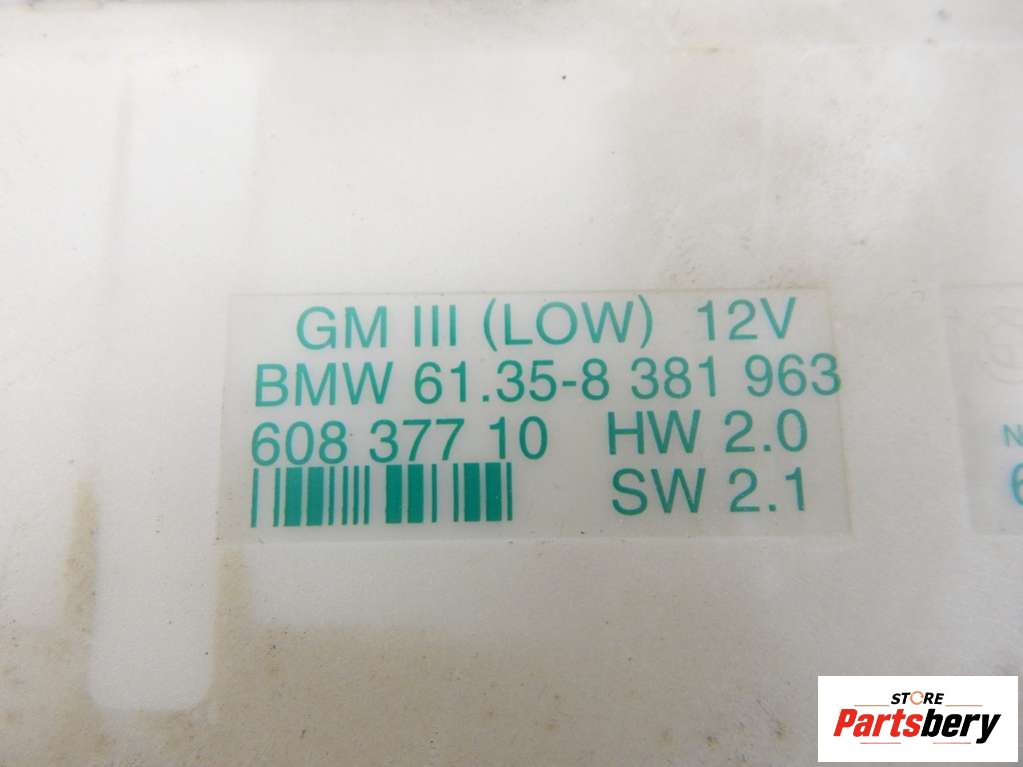 GM III (LOW) 12V
BMW 61.35-8 381 963
608 377 10 HW 2.0
SW 2.1
N
6
STORE
Partsbery